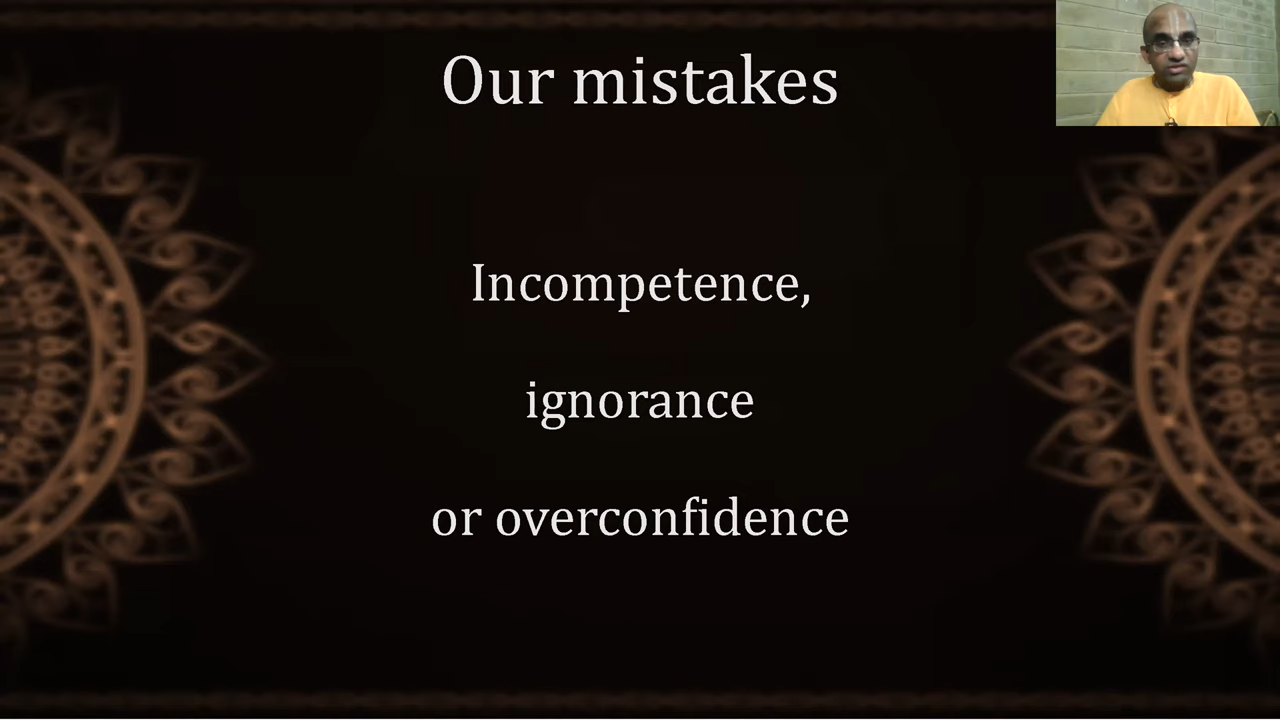 Our mistakes
Incompetence,
ignorance
or overconfidence